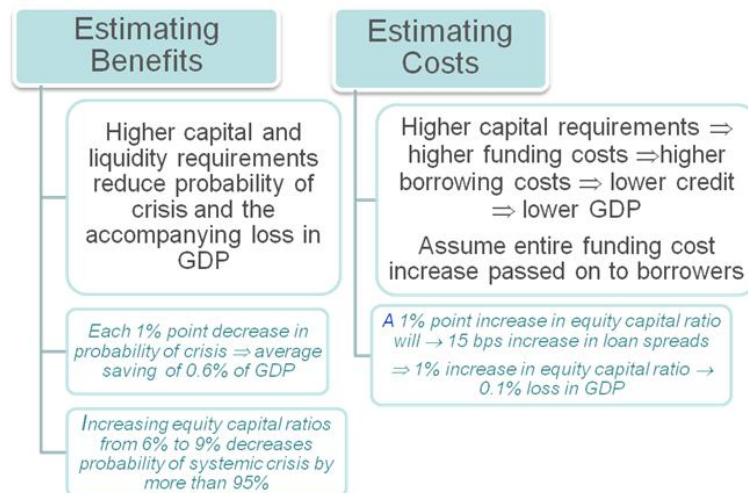 Estimating
Benefits
Higher capital and
liquidity requirements
reduce probability of
crisis and the
accompanying loss in
GDP
Each 1% point decrease in
probability of crisis ⇒ average
saving of 0.6% of GDP
Increasing equity capital ratios
from 6% to 9% decreases
probability of systemic crisis by
more than 95%
Estimating
Costs
Higher capital requirements ⇒
higher funding costs ⇒higher
borrowing costs ⇒ lower credit
⇒ lower GDP
Assume entire funding cost
increase passed on to borrowers
A 1% point increase in equity capital ratio
will → 15 bps increase in loan spreads
⇒ 1% increase in equity capital ratio →
0.1% loss in GDP